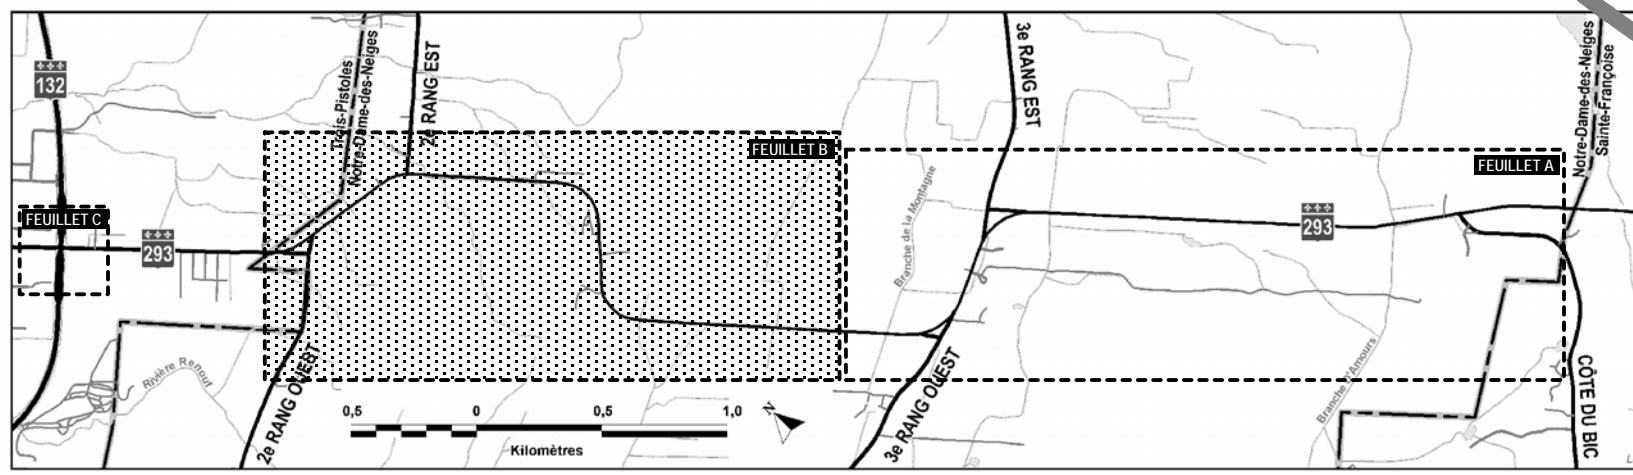 132
Trois-Pistoles
Notre-Dame-des-Neiges
2e RANG EST
3e RANG EST
Notre-Dame-des-Neiges
Sainte-Françoise
FEUILLET B
FEUILLET A
FEUILLET C
293
Branche de la Montagne
293
Rivière Renouf
2e RANG OUEST
3e RANG OUEST
Branche D'Amours
CÔTE DU BIC
0,5 0 0,5 1,0
Kilomètres
N